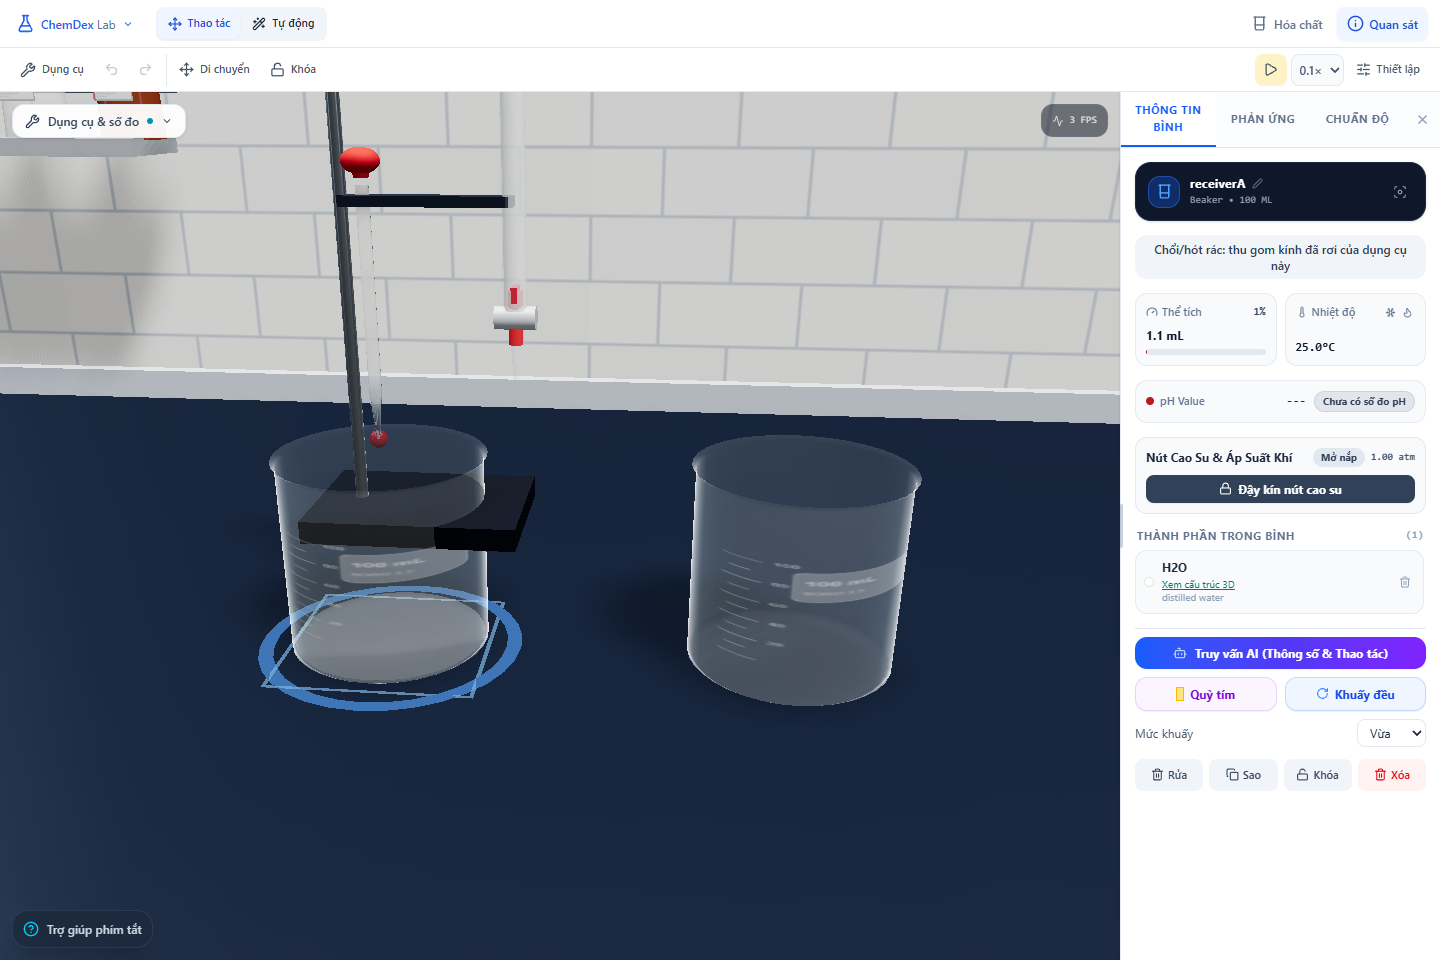 ChemDex Lab
Thao tác
Tự động
Hóa chất
Quan sát
Dụng cụ
Di chuyển
Khóa
0.1×
Thiết lập
Dụng cụ & số đo
3 FPS
THÔNG TIN
BÌNH
PHẢN ỨNG
CHUẨN ĐỘ
receiverA
Beaker • 100 ML
Chổi/hót rác: thu gom kính đã rơi của dụng cụ
này
Thể tích
1%
1.1 mL
Nhiệt độ
25.0°C
pH Value
---
Chưa có số đo pH
Nút Cao Su & Áp Suất Khí
Mở nắp
1.00 atm
Đậy kín nút cao su
THÀNH PHẦN TRONG BÌNH
(1)
H2O
Xem cấu trúc 3D
distilled water
Truy vấn AI (Thông số & Thao tác)
Quỳ tím
Khuấy đều
Mức khuấy
Vừa
Rửa
Sao
Khóa
Xóa
100 mL
100 mL
Trợ giúp phím tắt